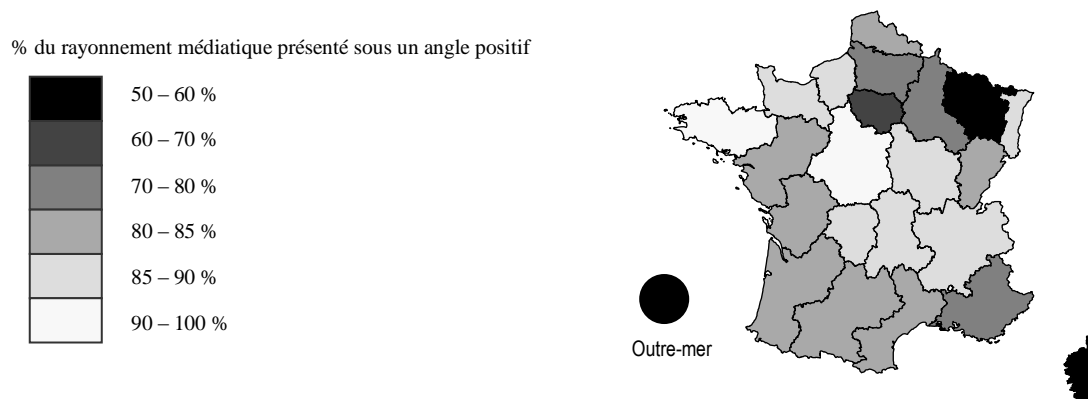 % du rayonnement médiatique présenté sous un angle positif
50 – 60 %
60 – 70 %
70 – 80 %
80 – 85 %
85 – 90 %
90 – 100 %
Outre-mer